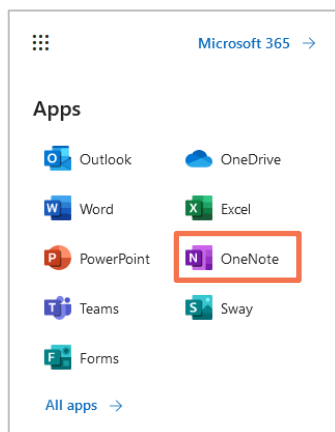 Microsoft 365 →
Apps
O Outlook OneDrive
W Word X Excel
P PowerPoint N OneNote
T Teams S Sway
F Forms
All apps →